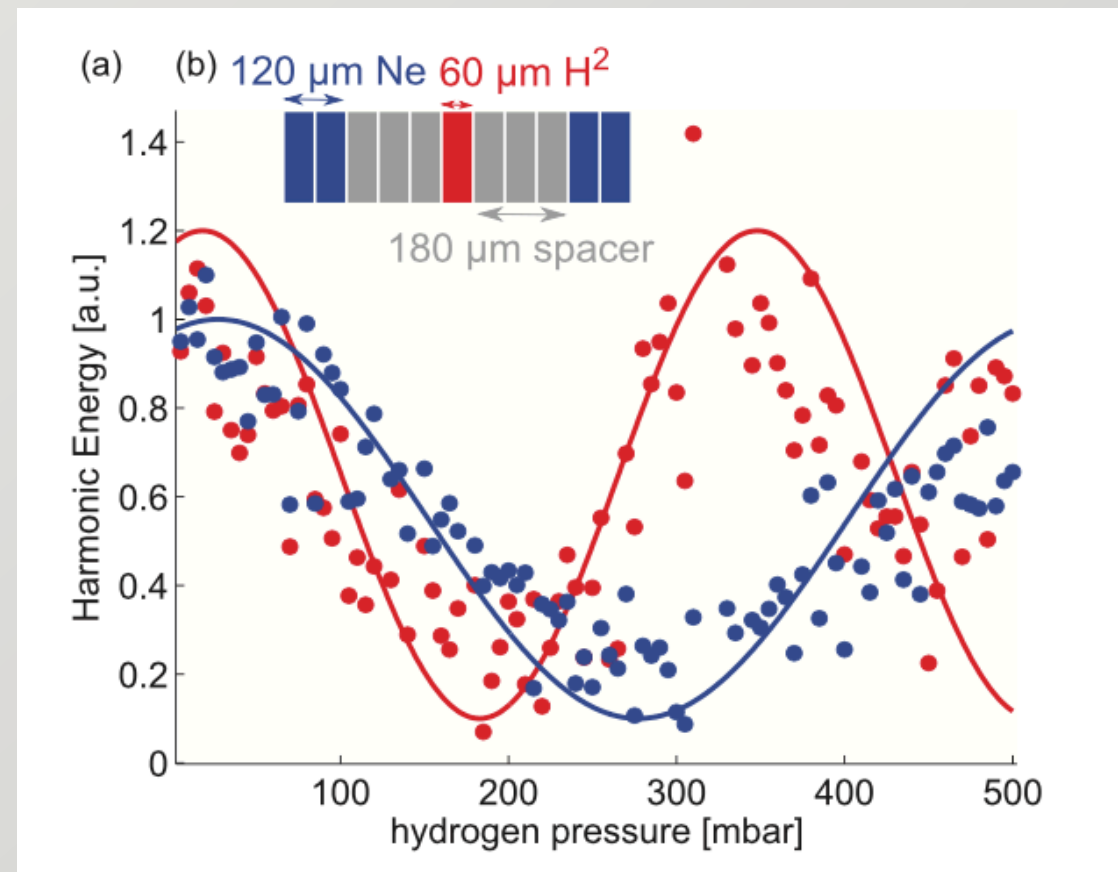 (a) (b) 120 µm Ne 60 µm H²
180 µm spacer
Harmonic Energy [a.u.]
1.4
1.2
1
0.8
0.6
0.4
0.2
0
100 200 300 400 500
hydrogen pressure [mbar]